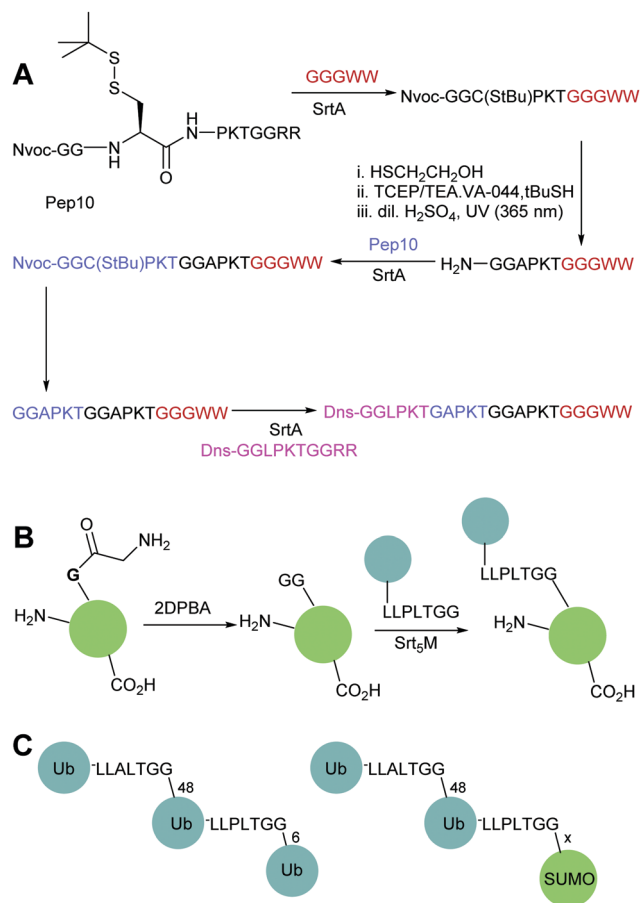 A
S
S
GGGWW
SrtA
Nvoc-GGC(StBu)PKTGGGWW
H
N
PKTGGRR
Nvoc-GG
N
H
O
Pep10
i. HSCH2CH2OH
ii. TCEP/TEA.VA-044,tBuSH
iii. dil. H2SO4, UV (365 nm)
Nvoc-GGC(StBu)PKTGGAPKTGGGWW
Pep10
SrtA
H2N-GGAPKTGGGWW
GGAPKTGGAPKTGGGWW
SrtA
Dns-GGLPKTGGRR
Dns-GGLPKTGAPKTGGAPKTGGGWW
B
O
NH2
G
H2N
CO2H
2DPBA
GG
H2N
CO2H
LLPLTGG
Srt5M
LLPLTGG
H2N
CO2H
C
Ub
-LLALTGG
48
Ub
-LLPLTGG
6
Ub
Ub
-LLALTGG
48
Ub
-LLPLTGG
x
SUMO